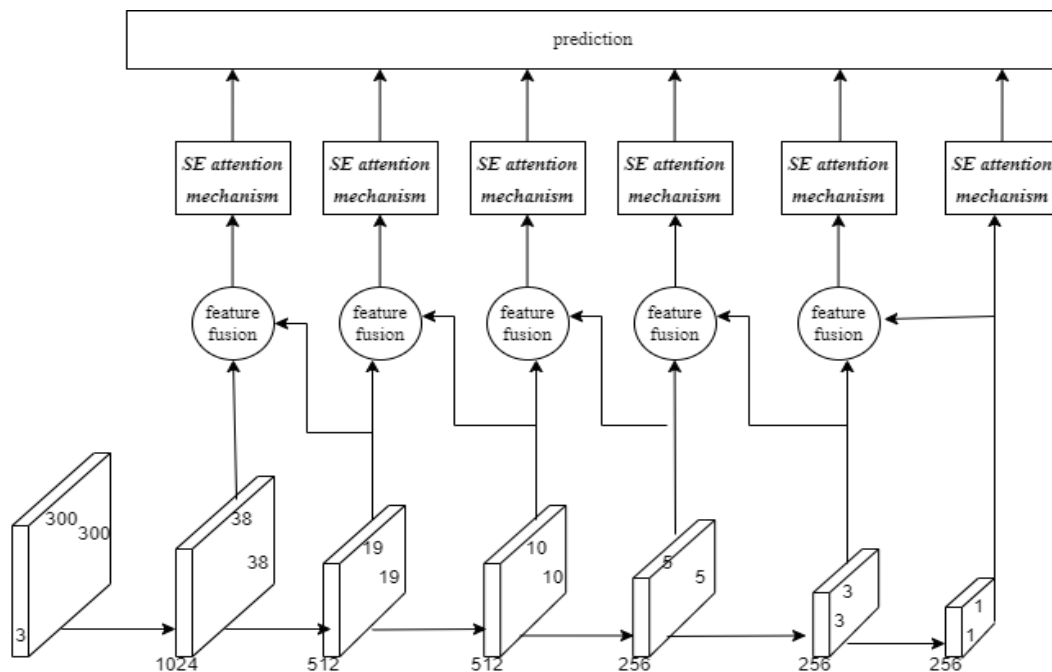 prediction
SE attention
mechanism
SE attention
mechanism
SE attention
mechanism
SE attention
mechanism
SE attention
mechanism
SE attention
mechanism
feature
fusion
feature
fusion
feature
fusion
feature
fusion
feature
fusion
300
300
3
38
38
1024
19
19
512
10
10
512
5
5
256
3
3
256
1
1
256